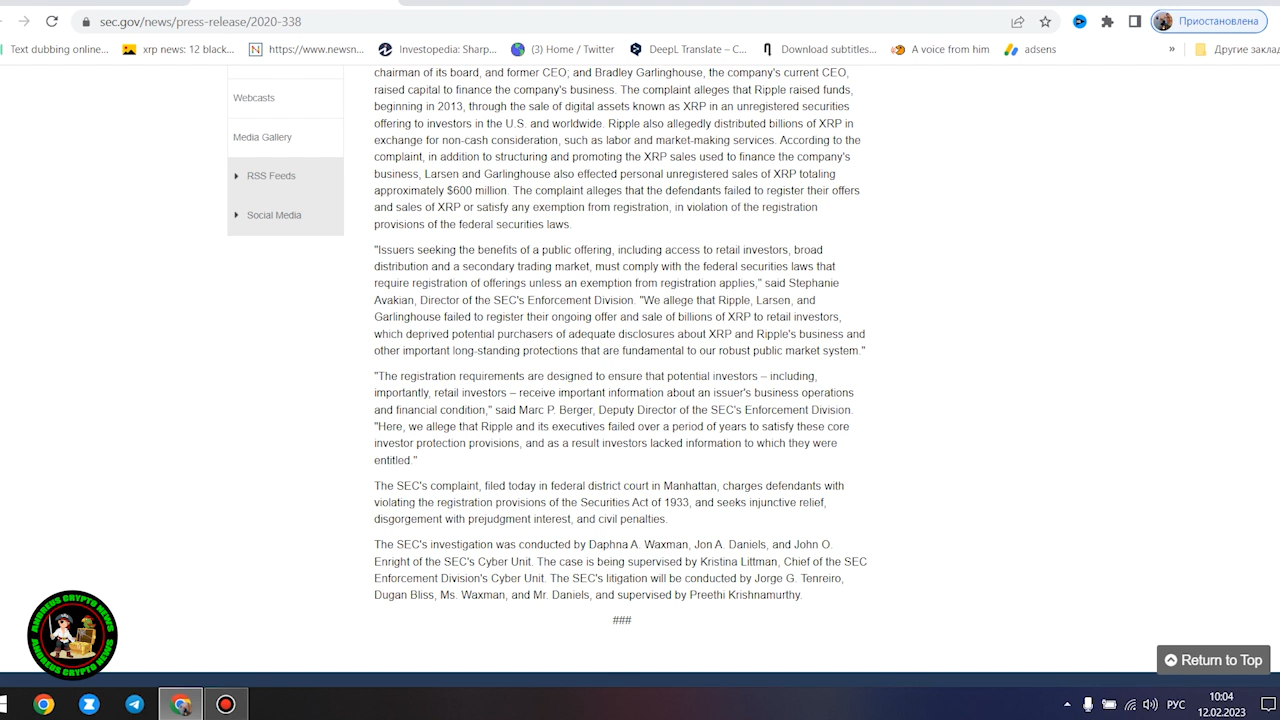 sec.gov/news/press-release/2020-338
Приостановлена
Text dubbing online...
xrp news: 12 black...
https://www.newsn...
Investopedia: Sharp...
(3) Home / Twitter
DeepL Translate – C...
Download subtitles...
A voice from him
adsens
»
Другие заклад
chairman of its board, and former CEO; and Bradley Garlinghouse, the company's current CEO,
raised capital to finance the company's business. The complaint alleges that Ripple raised funds,
beginning in 2013, through the sale of digital assets known as XRP in an unregistered securities
offering to investors in the U.S. and worldwide. Ripple also allegedly distributed billions of XRP in
exchange for non-cash consideration, such as labor and market-making services. According to the
complaint, in addition to structuring and promoting the XRP sales used to finance the company's
business, Larsen and Garlinghouse also effected personal unregistered sales of XRP totaling
approximately $600 million. The complaint alleges that the defendants failed to register their offers
and sales of XRP or satisfy any exemption from registration, in violation of the registration
provisions of the federal securities laws.
Webcasts
Media Gallery
RSS Feeds
Social Media
"Issuers seeking the benefits of a public offering, including access to retail investors, broad
distribution and a secondary trading market, must comply with the federal securities laws that
require registration of offerings unless an exemption from registration applies," said Stephanie
Avakian, Director of the SEC's Enforcement Division. "We allege that Ripple, Larsen, and
Garlinghouse failed to register their ongoing offer and sale of billions of XRP to retail investors,
which deprived potential purchasers of adequate disclosures about XRP and Ripple's business and
other important long-standing protections that are fundamental to our robust public market system."
"The registration requirements are designed to ensure that potential investors – including,
importantly, retail investors – receive important information about an issuer's business operations
and financial condition," said Marc P. Berger, Deputy Director of the SEC's Enforcement Division.
"Here, we allege that Ripple and its executives failed over a period of years to satisfy these core
investor protection provisions, and as a result investors lacked information to which they were
entitled."
The SEC's complaint, filed today in federal district court in Manhattan, charges defendants with
violating the registration provisions of the Securities Act of 1933, and seeks injunctive relief,
disgorgement with prejudgment interest, and civil penalties.
The SEC's investigation was conducted by Daphna A. Waxman, Jon A. Daniels, and John O.
Enright of the SEC's Cyber Unit. The case is being supervised by Kristina Littman, Chief of the SEC
Enforcement Division's Cyber Unit. The SEC's litigation will be conducted by Jorge G. Tenreiro,
Dugan Bliss, Ms. Waxman, and Mr. Daniels, and supervised by Preethi Krishnamurthy.
###
ANDREUS CRYPTO NEWS
ANDREUS CRYPTO NEWS
Return to Top
РУС
10:04
12.02.2023